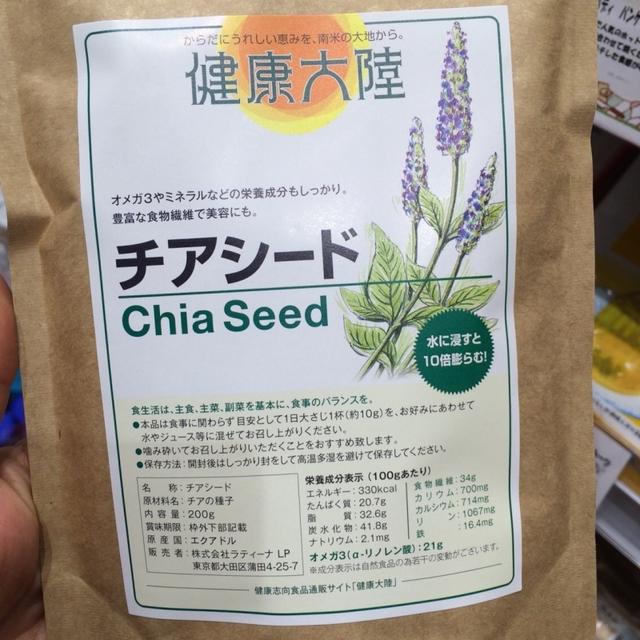 からだにうれしい恵みを、南米の大地から。
健康大陸
オメガ3やミネラルなどの栄養成分もしっかり。
豊富な食物繊維で美容にも。
チアシード
Chia Seed
水に浸すと
10倍膨らむ!
食生活は、主食、主菜、副菜を基本に、食事のバランスを。
●本品は食事に関わらず目安として1日大さじ1杯(約10g)を、お好みにあわせて
水やジュース等に混ぜてお召し上がりください。
●噛み砕いてお召し上がりいただくことをおすすめ致します。
●保存方法:開封後はしっかり封をして高温多湿を避けて保存してください。
名称:チアシード
原材料名:チアの種子
内容量:200g
賞味期限:枠外下部記載
原産国:エクアドル
販売者:株式会社ラティーナ LP
東京都大田区蒲田4-25-7
栄養成分表示(100gあたり)
エネルギー:330kcal
たんぱく質:20.7g
脂質:32.6g
炭水化物:41.8g
ナトリウム:2.1mg
食物繊維:34g
カリウム:700mg
カルシウム:714mg
リン:1067mg
鉄:16.4mg
オメガ3(α-リノレン酸):21g
※成分表示は自然食品の為若干の変動がございます。
健康志向食品通販サイト「健康大陸」